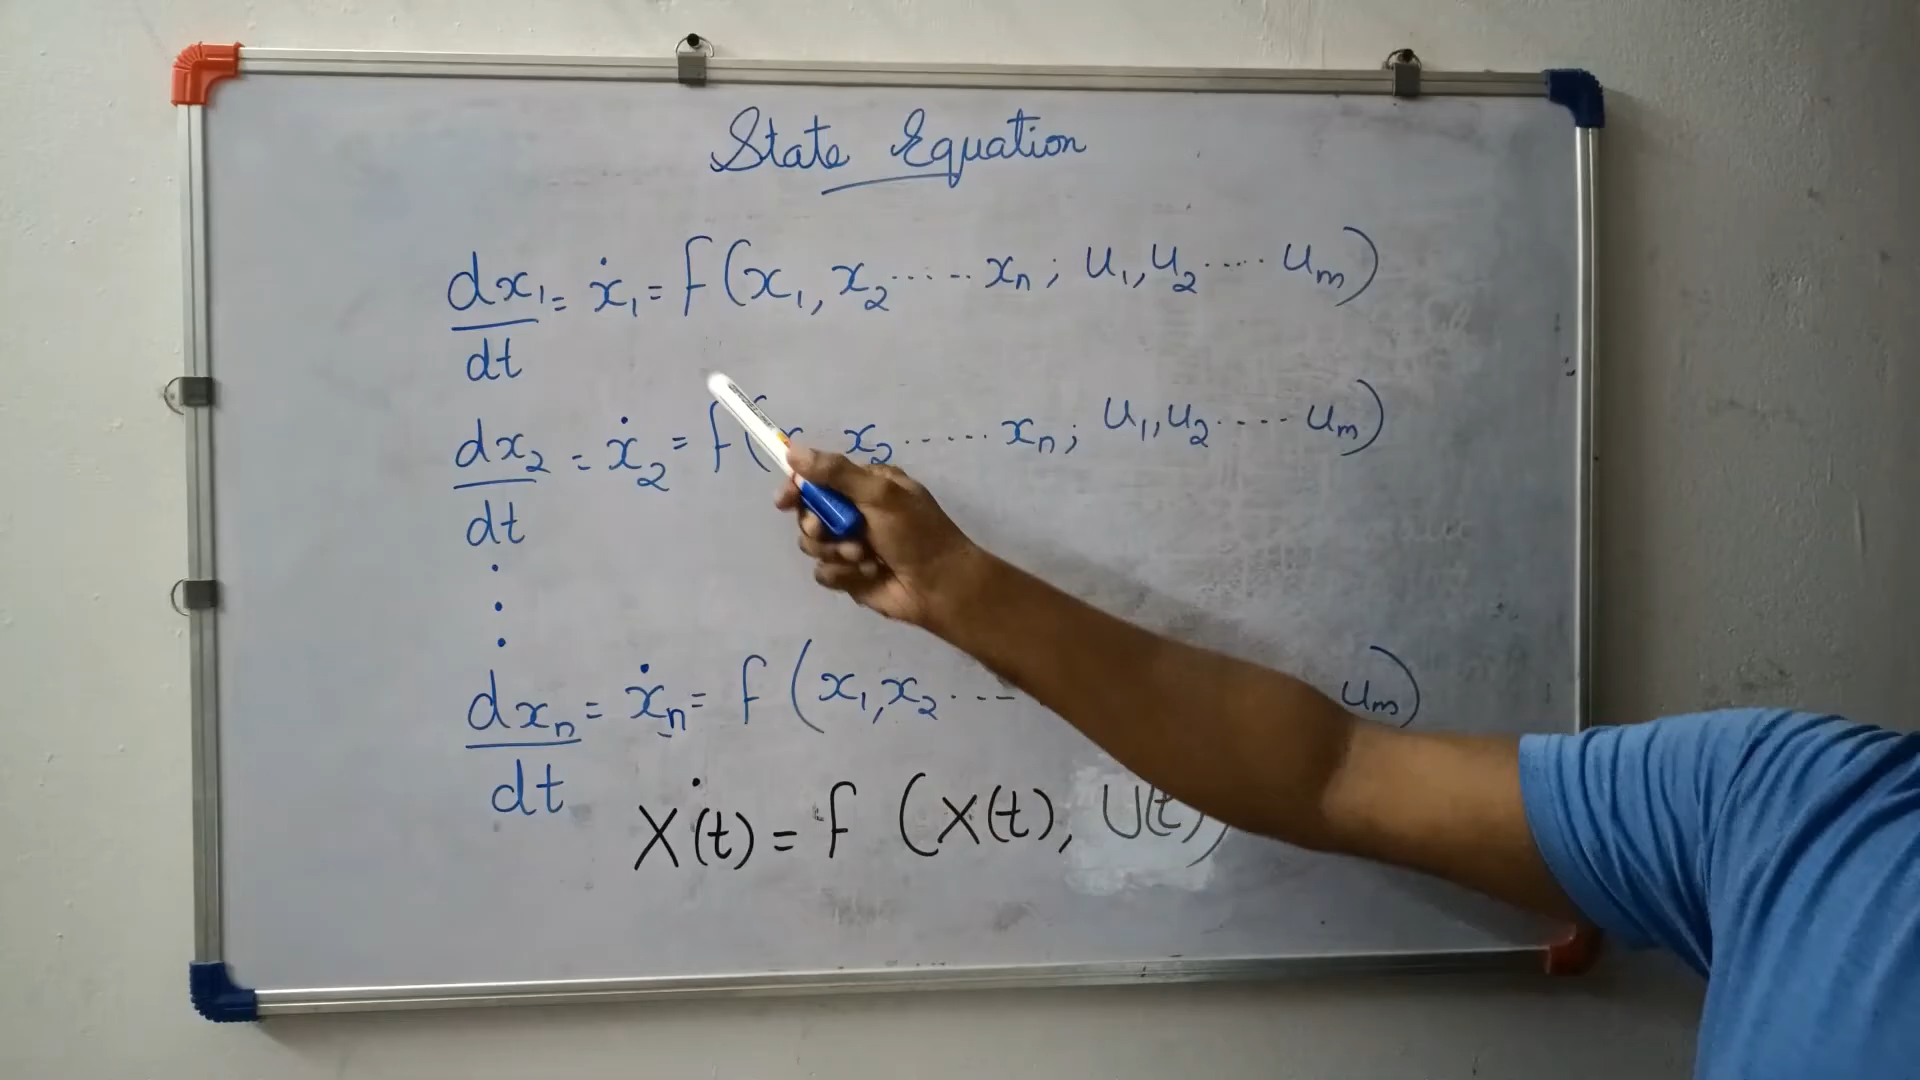 State Equation
dx₁/dt = ẋ₁ = f(x₁, x₂ ...... xₙ ; u₁, u₂ .... uₘ)
dx₂/dt = ẋ₂ = f( x₂ ...... xₙ ; u₁, u₂ .... uₘ)
.
.
.
dxₙ/dt = ẋₙ = f (x₁, x₂ ... uₘ)
Ẋ(t) = f (X(t), U(t))